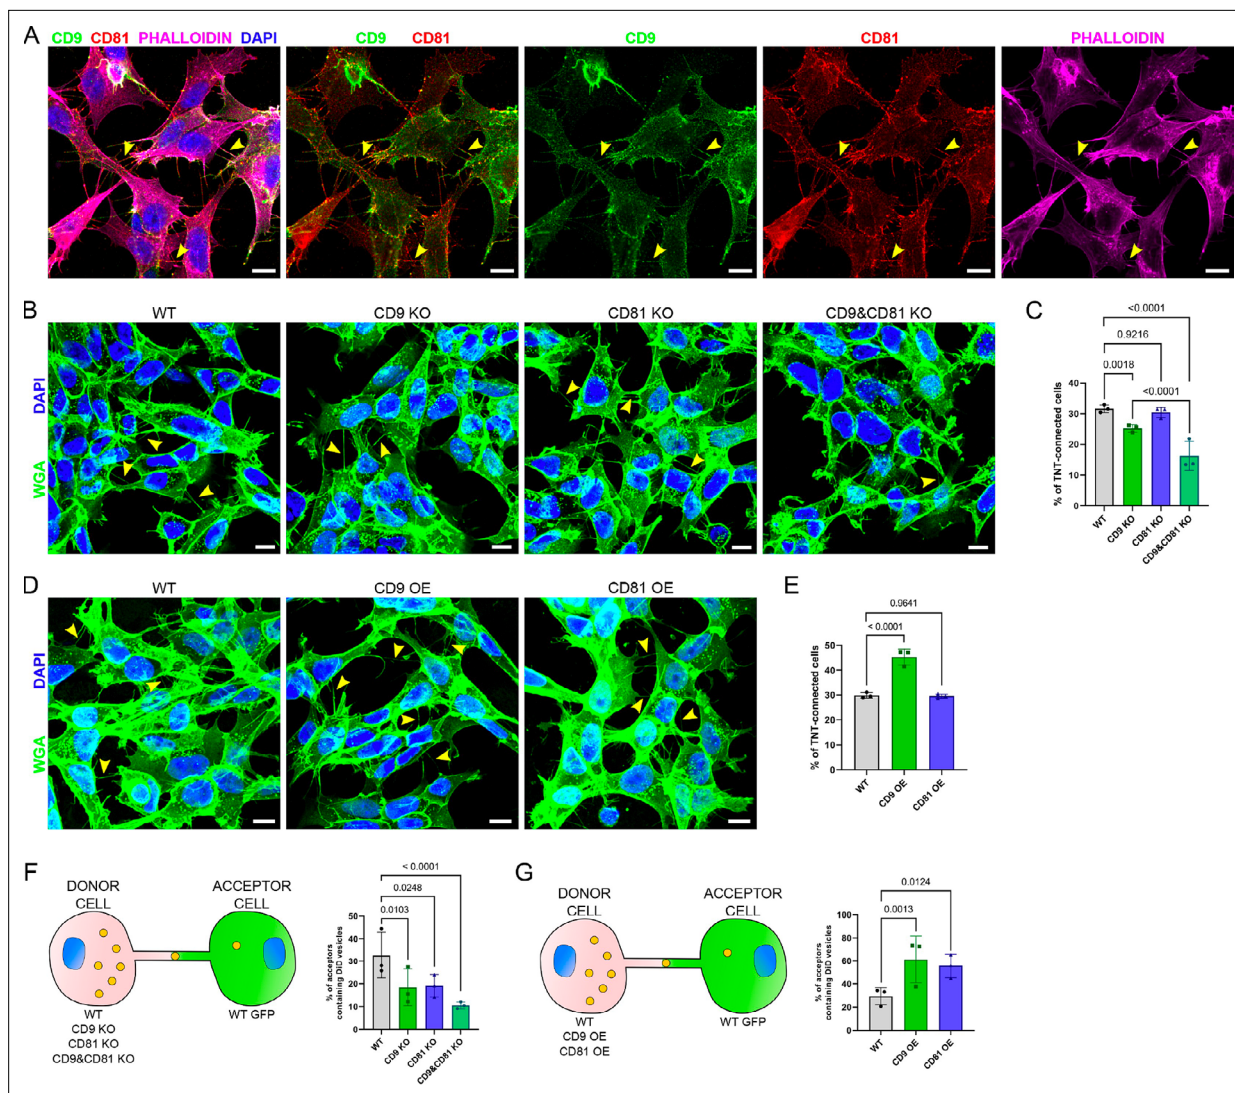 A
CD9 CD81 PHALLOIDIN DAPI
CD9 CD81
CD9
CD81
PHALLOIDIN
B
WT
CD9 KO
CD81 KO
CD9&CD81 KO
DAPI
WGA
C
<0.0001
0.9216
0.0018
<0.0001
% of TNT-connected cells
40
30
20
10
0
WT
CD9 KO
CD81 KO
CD9&CD81 KO
D
WT
CD9 OE
CD81 OE
DAPI
WGA
E
0.9641
< 0.0001
% of TNT-connected cells
50
40
30
20
10
0
WT
CD9 OE
CD81 OE
F
DONOR
CELL
ACCEPTOR
CELL
WT
CD9 KO
CD81 KO
CD9&CD81 KO
WT GFP
< 0.0001
0.0248
0.0103
% of acceptors
containing DID vesicles
50
40
30
20
10
0
WT
CD9 KO
CD81 KO
CD9&CD81 KO
G
DONOR
CELL
ACCEPTOR
CELL
WT
CD9 OE
CD81 OE
WT GFP
0.0124
0.0013
% of acceptors
containing DID vesicles
100
80
60
40
20
0
WT
CD9 OE
CD81 OE